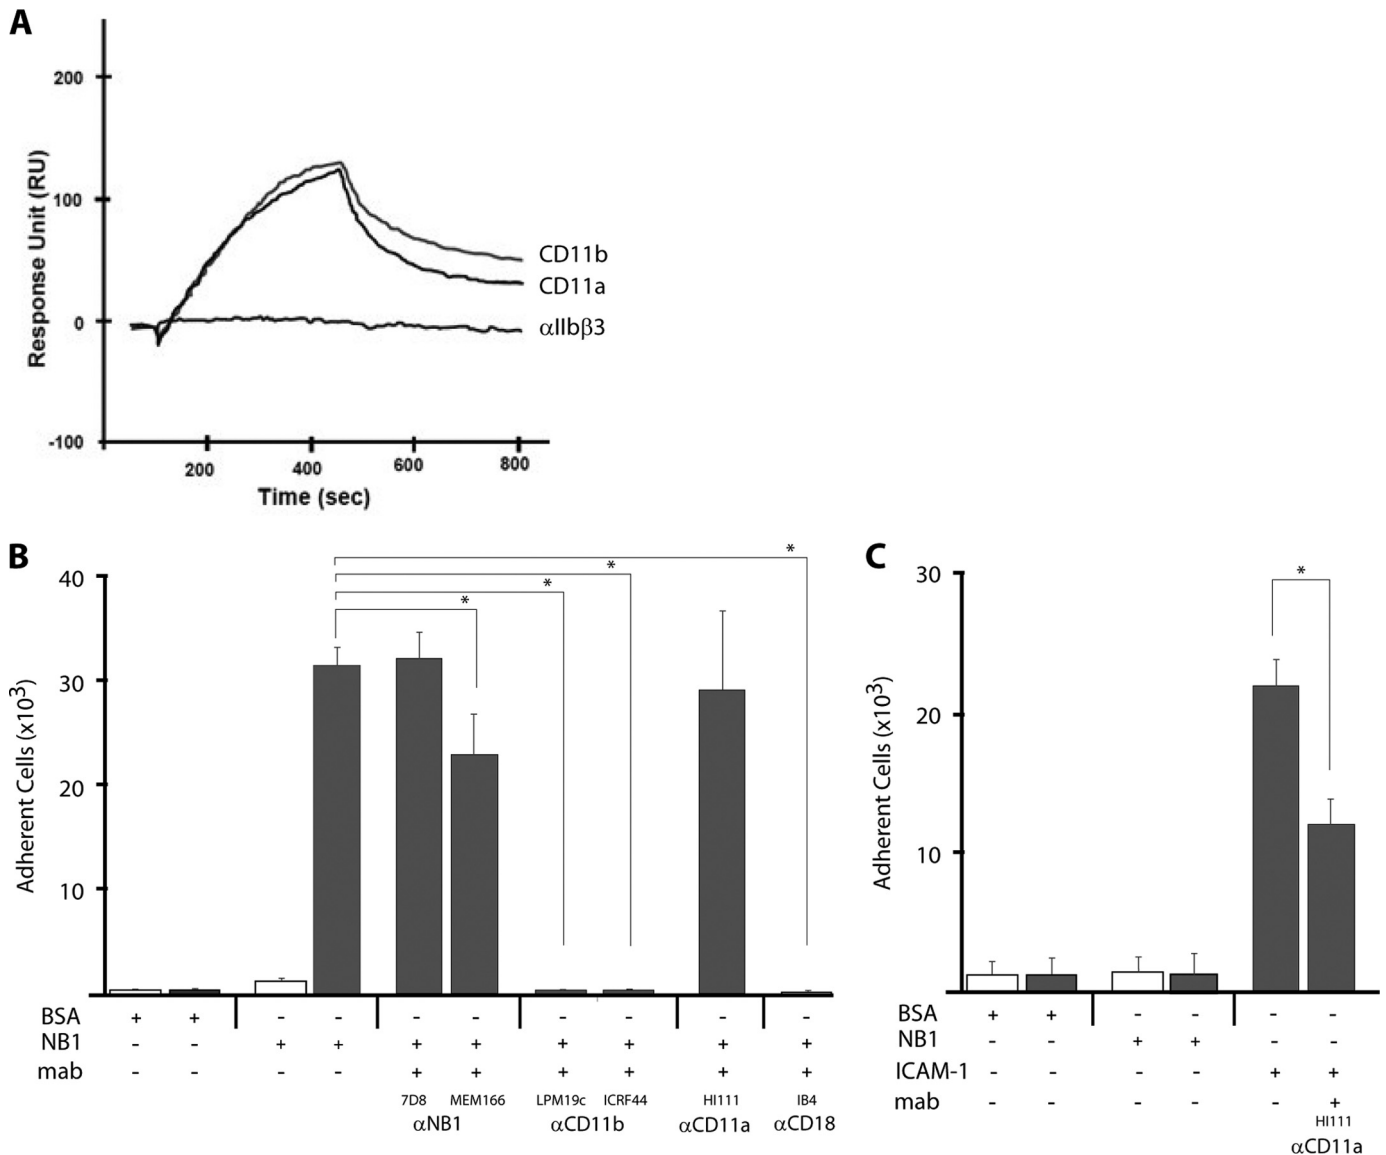 A
200
100
0
-100
Response Unit (RU)
CD11b
CD11a
αIIbβ3
200 400 600 800
Time (sec)
B
40
30
20
10
Adherent Cells (x10³)
* * * *
BSA + + - - - - - - - -
NB1 - - + + + + + + + +
mab - - - - + + + + + +
7D8 MEM166 LPM19c ICRF44 HI111 IB4
αNB1 αCD11b αCD11a αCD18
C
30
20
10
Adherent Cells (x10³)
*
BSA + + - - - -
NB1 - - + + - -
ICAM-1 - - - - + +
mab - - - - - +
HI111
αCD11a